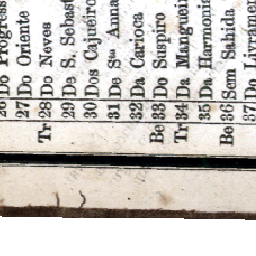 26 Do Progress
27 Do Oriente
Tr 28 Do Neves
29 De S. Sebast
30 Dos Cajueiro
31 De Sta Anna
32 Da Carioca
Be 33 Do Suspiro
Tr 34 Da Mangueir
35 Da Harmonia
Be 36 Sem Sahida
37 Do Livramen